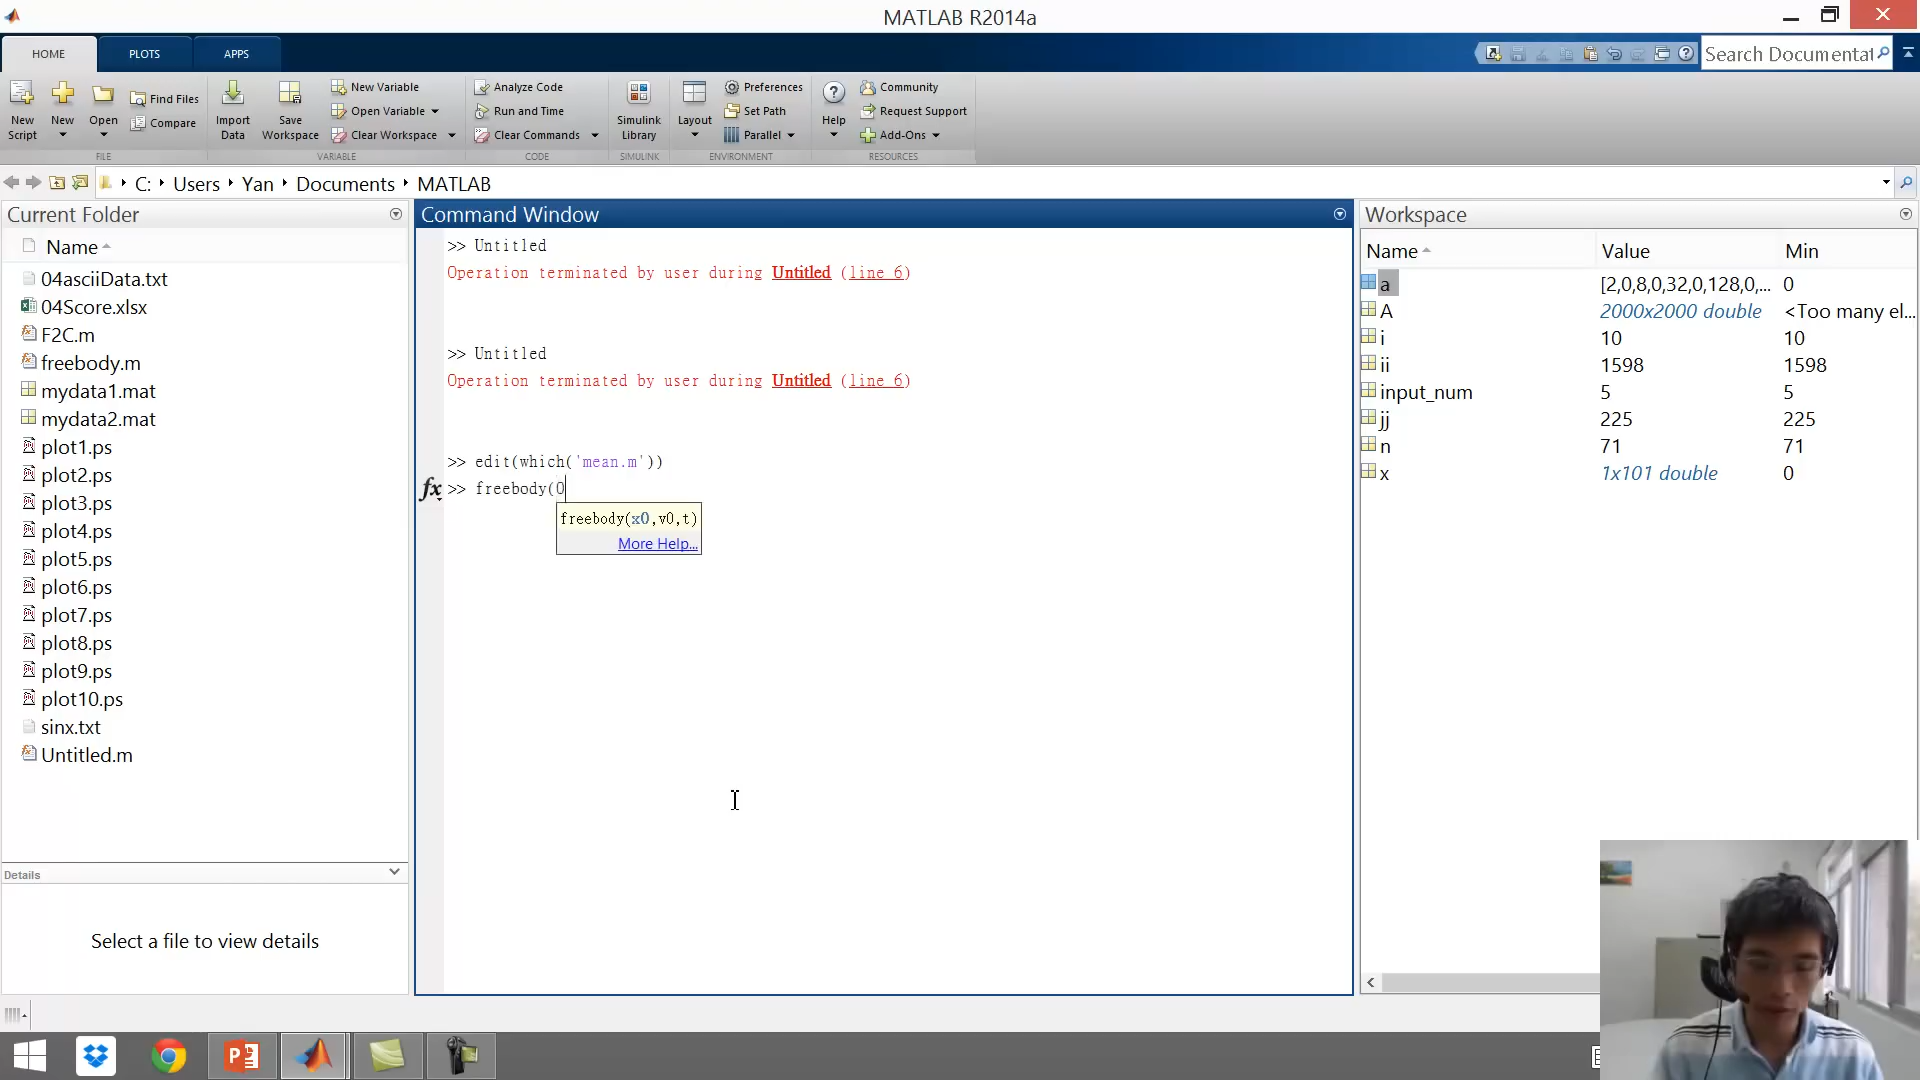 MATLAB R2014a
HOME
PLOTS
APPS
Search Documentat
New Script
New
Open
Find Files
Compare
Import Data
Save Workspace
New Variable
Open Variable
Clear Workspace
Analyze Code
Run and Time
Clear Commands
Simulink Library
Layout
Preferences
Set Path
Parallel
Help
Community
Request Support
Add-Ons
FILE
VARIABLE
CODE
SIMULINK
ENVIRONMENT
RESOURCES
C: Users Yan Documents MATLAB
Current Folder
Name
04asciiData.txt
04Score.xlsx
F2C.m
freebody.m
mydata1.mat
mydata2.mat
plot1.ps
plot2.ps
plot3.ps
plot4.ps
plot5.ps
plot6.ps
plot7.ps
plot8.ps
plot9.ps
plot10.ps
sinx.txt
Untitled.m
Details
Select a file to view details
Command Window
>> Untitled
Operation terminated by user during Untitled (line 6)
>> Untitled
Operation terminated by user during Untitled (line 6)
>> edit(which('mean.m'))
fx >> freebody(0
freebody(x0,v0,t)
More Help...
Workspace
Name Value Min
a [2,0,8,0,32,0,128,0,... 0
A 2000x2000 double <Too many el...
i 10 10
ii 1598 1598
input_num 5 5
jj 225 225
n 71 71
x 1x101 double 0